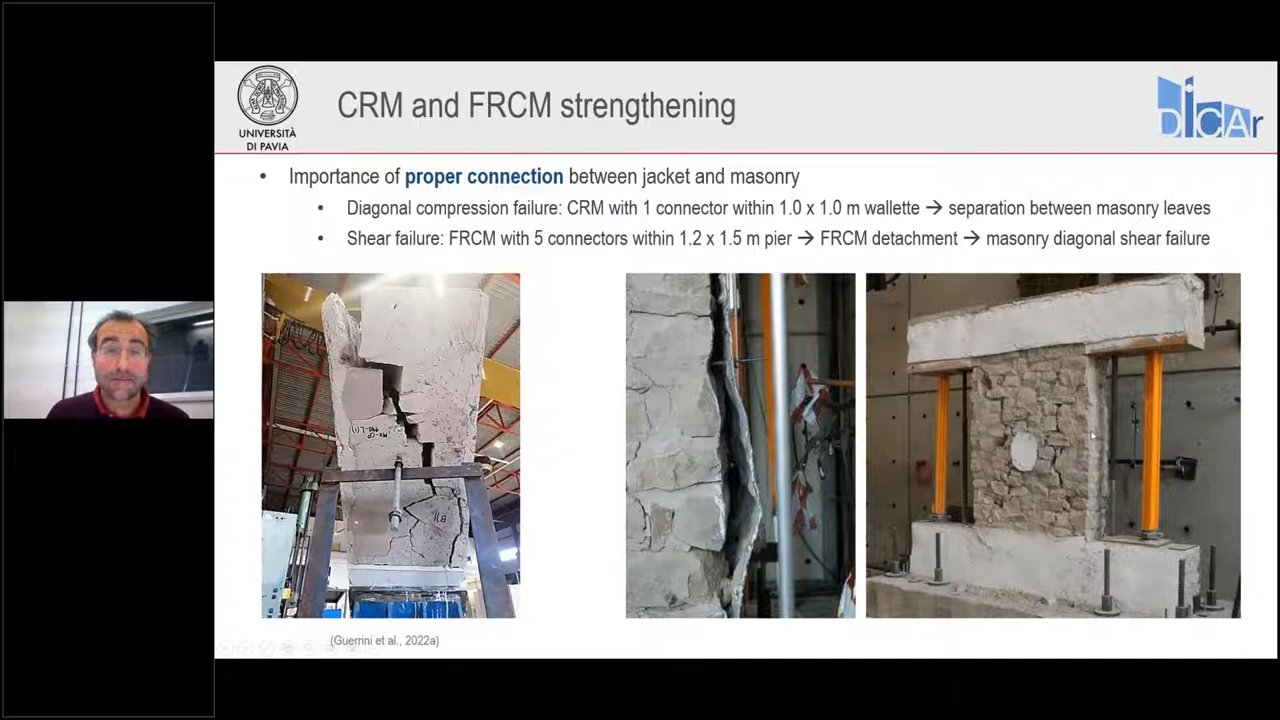 UNIVERSITÀ
DI PAVIA
CRM and FRCM strengthening
DICAr
• Importance of proper connection between jacket and masonry
• Diagonal compression failure: CRM with 1 connector within 1.0 x 1.0 m wallette → separation between masonry leaves
• Shear failure: FRCM with 5 connectors within 1.2 x 1.5 m pier → FRCM detachment → masonry diagonal shear failure
(Guerrini et al., 2022a)